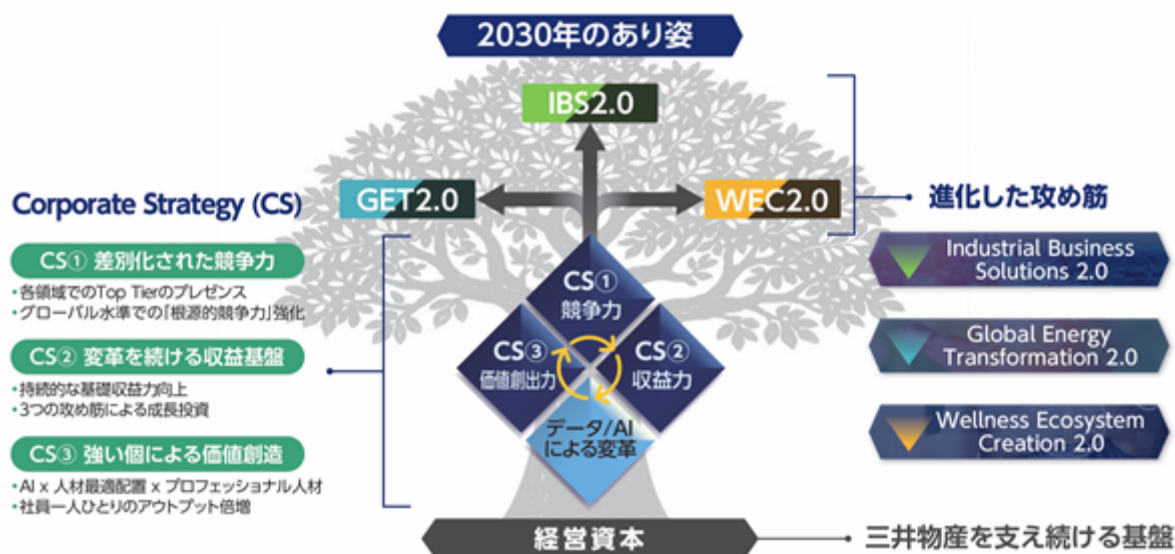 2030年のあり姿
IBS2.0
GET2.0
WEC2.0
Corporate Strategy (CS)
CS① 差別化された競争力
・各領域でのTop Tierのプレゼンス
・グローバル水準での「根源的競争力」強化
CS② 変革を続ける収益基盤
・持続的な基礎収益力向上
・3つの攻め筋による成長投資
CS③ 強い個による価値創造
・AI x 人材最適配置 x プロフェッショナル人材
・社員一人ひとりのアウトプット倍増
CS①
競争力
CS③
価値創出力
CS②
収益力
データ/AI
による変革
進化した攻め筋
Industrial Business
Solutions 2.0
Global Energy
Transformation 2.0
Wellness Ecosystem
Creation 2.0
経営資本
三井物産を支え続ける基盤